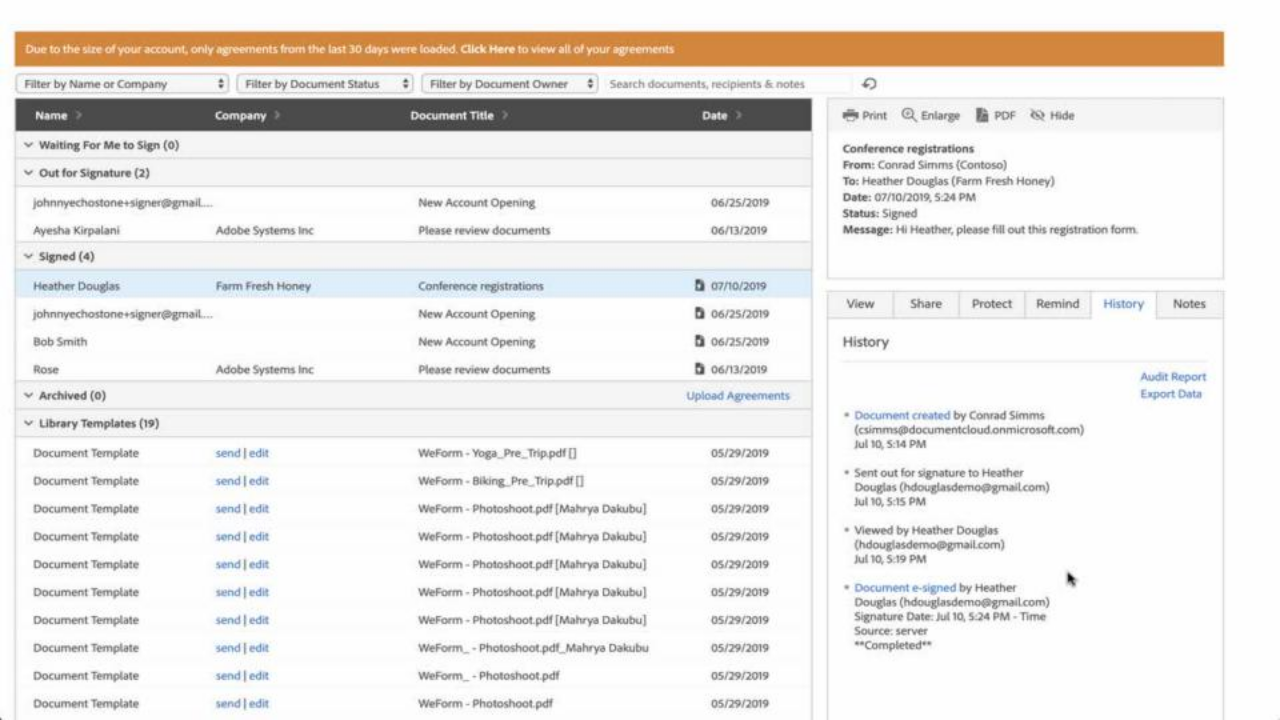 Due to the size of your account, only agreements from the last 30 days were loaded. Click Here to view all of your agreements
Filter by Name or Company Filter by Document Status Filter by Document Owner Search documents, recipients & notes
Name Company Document Title Date
Waiting For Me to Sign (0)
Out for Signature (2)
johnnyechostone+signer@gmail.... New Account Opening 06/25/2019
Ayesha Kirpalani Adobe Systems Inc Please review documents 06/13/2019
Signed (4)
Heather Douglas Farm Fresh Honey Conference registrations 07/10/2019
johnnyechostone+signer@gmail.... New Account Opening 06/25/2019
Bob Smith New Account Opening 06/25/2019
Rose Adobe Systems Inc Please review documents 06/13/2019
Archived (0) Upload Agreements
Library Templates (19)
Document Template send | edit WeForm - Yoga_Pre_Trip.pdf [] 05/29/2019
Document Template send | edit WeForm - Biking_Pre_Trip.pdf [] 05/29/2019
Document Template send | edit WeForm - Photoshoot.pdf [Mahrya Dakubu] 05/29/2019
Document Template send | edit WeForm - Photoshoot.pdf [Mahrya Dakubu] 05/29/2019
Document Template send | edit WeForm - Photoshoot.pdf [Mahrya Dakubu] 05/29/2019
Document Template send | edit WeForm - Photoshoot.pdf [Mahrya Dakubu] 05/29/2019
Document Template send | edit WeForm - Photoshoot.pdf [Mahrya Dakubu] 05/29/2019
Document Template send | edit WeForm_ - Photoshoot.pdf_Mahrya Dakubu 05/29/2019
Document Template send | edit WeForm_ - Photoshoot.pdf 05/29/2019
Document Template send | edit WeForm - Photoshoot.pdf 05/29/2019
Print Enlarge PDF Hide
Conference registrations
From: Conrad Simms (Contoso)
To: Heather Douglas (Farm Fresh Honey)
Date: 07/10/2019, 5:24 PM
Status: Signed
Message: Hi Heather, please fill out this registration form.
View Share Protect Remind History Notes
History
Audit Report
Export Data
Document created by Conrad Simms
(csimms@documentcloud.onmicrosoft.com)
Jul 10, 5:14 PM
Sent out for signature to Heather
Douglas (hdouglasdemo@gmail.com)
Jul 10, 5:15 PM
Viewed by Heather Douglas
(hdouglasdemo@gmail.com)
Jul 10, 5:19 PM
Document e-signed by Heather
Douglas (hdouglasdemo@gmail.com)
Signature Date: Jul 10, 5:24 PM - Time
Source: server
**Completed**